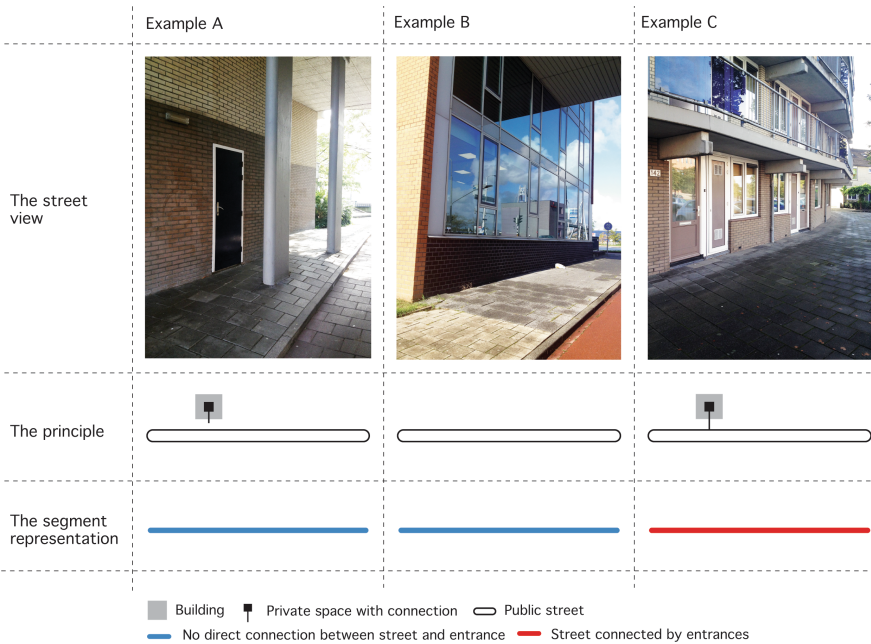 Example A
Example B
Example C
The street
view
142
The principle
The segment
representation
Building
Private space with connection
Public street
No direct connection between street and entrance
Street connected by entrances